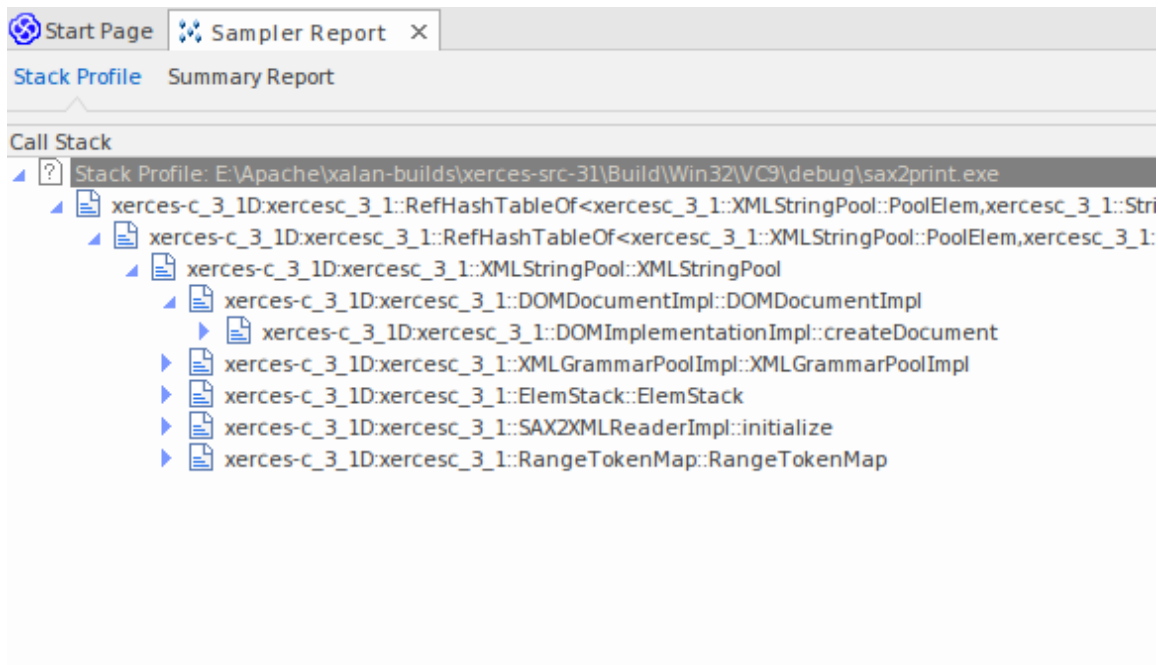 Start Page Sampler Report ×
Stack Profile Summary Report
Call Stack
Stack Profile: E:\Apache\xalan-builds\xerces-src-31\Build\Win32\VC9\debug\sax2print.exe
xerces-c_3_1D:xercesc_3_1::RefHashTableOf<xercesc_3_1::XMLStringPool::PoolElem,xercesc_3_1::Stri
xerces-c_3_1D:xercesc_3_1::RefHashTableOf<xercesc_3_1::XMLStringPool::PoolElem,xercesc_3_1:
xerces-c_3_1D:xercesc_3_1::XMLStringPool::XMLStringPool
xerces-c_3_1D:xercesc_3_1::DOMDocumentImpl::DOMDocumentImpl
xerces-c_3_1D:xercesc_3_1::DOMImplementationImpl::createDocument
xerces-c_3_1D:xercesc_3_1::XMLGrammarPoolImpl::XMLGrammarPoolImpl
xerces-c_3_1D:xercesc_3_1::ElemStack::ElemStack
xerces-c_3_1D:xercesc_3_1::SAX2XMLReaderImpl::initialize
xerces-c_3_1D:xercesc_3_1::RangeTokenMap::RangeTokenMap